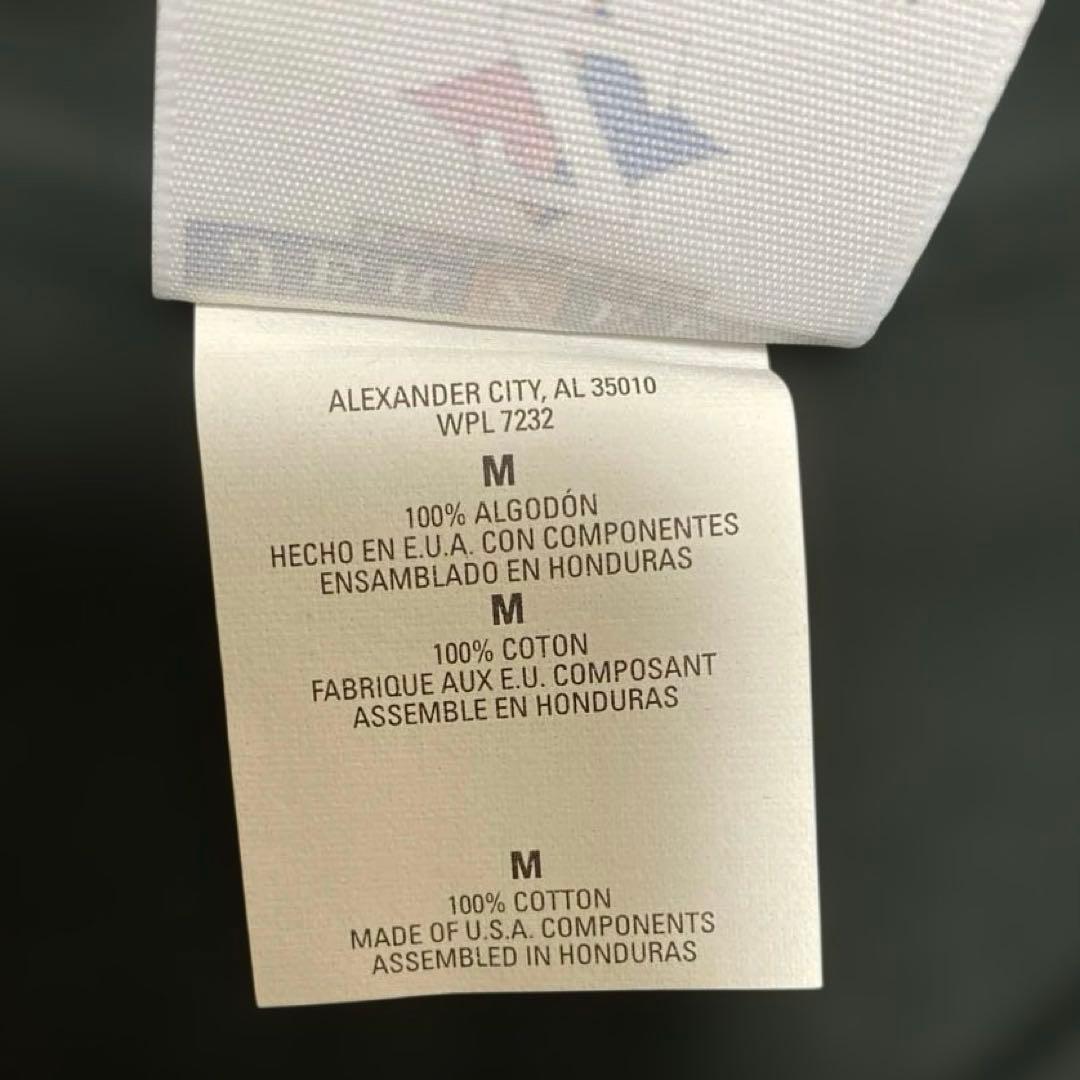 ALEXANDER CITY, AL 35010
WPL 7232
M
100% ALGODÓN
HECHO EN E.U.A. CON COMPONENTES
ENSAMBLADO EN HONDURAS
M
100% COTON
FABRIQUE AUX E.U. COMPOSANT
ASSEMBLE EN HONDURAS
M
100% COTTON
MADE OF U.S.A. COMPONENTS
ASSEMBLED IN HONDURAS